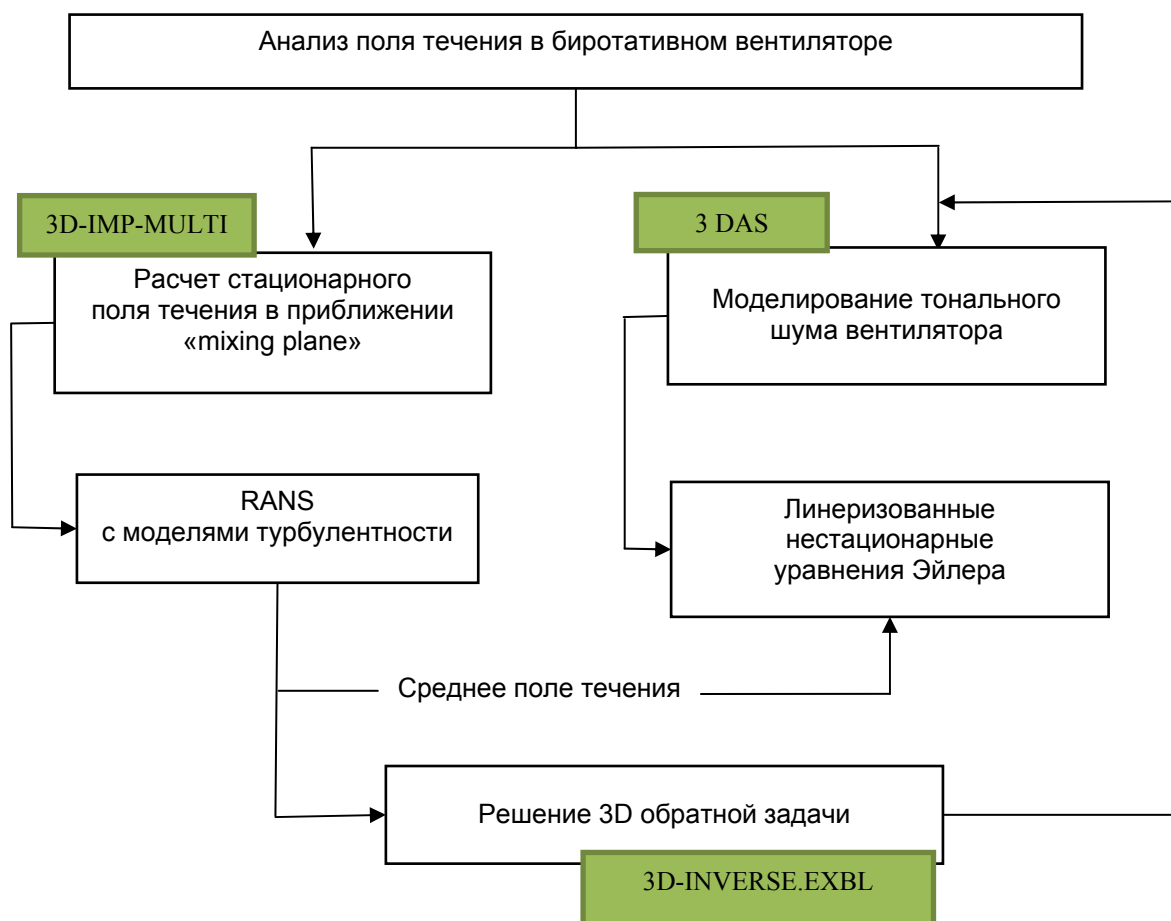 Анализ поля течения в биротативном вентиляторе
3D-IMP-MULTI
Расчет стационарного
поля течения в приближении
«mixing plane»
3 DAS
Моделирование тонального
шума вентилятора
RANS
с моделями турбулентности
Линеризованные
нестационарные
уравнения Эйлера
Среднее поле течения
Решение 3D обратной задачи
3D-INVERSE.EXBL